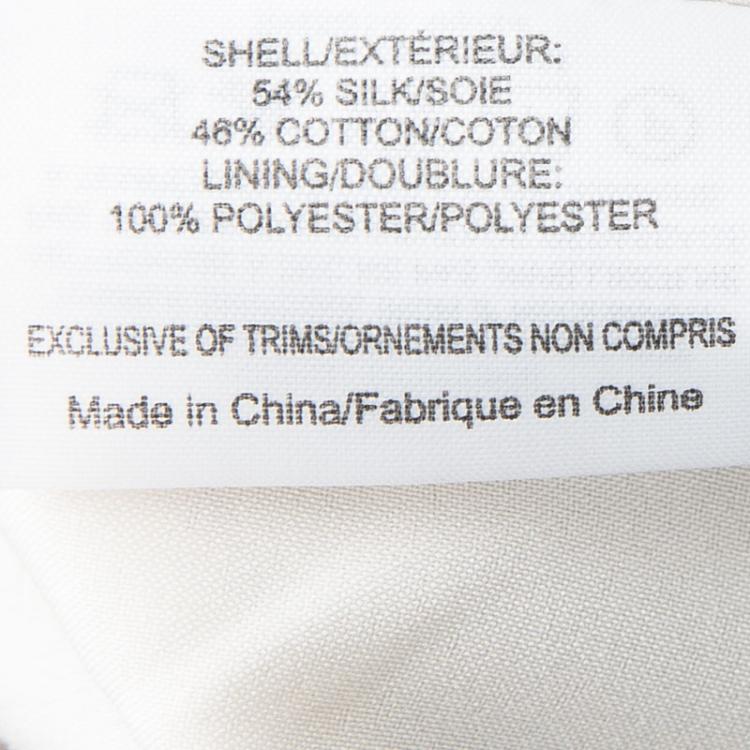 SHELL/EXTÉRIEUR:
54% SILK/SOIE
46% COTTON/COTON
LINING/DOUBLURE:
100% POLYESTER/POLYESTER
EXCLUSIVE OF TRIMS/ORNEMENTS NON COMPRIS
Made in China/Fabrique en Chine